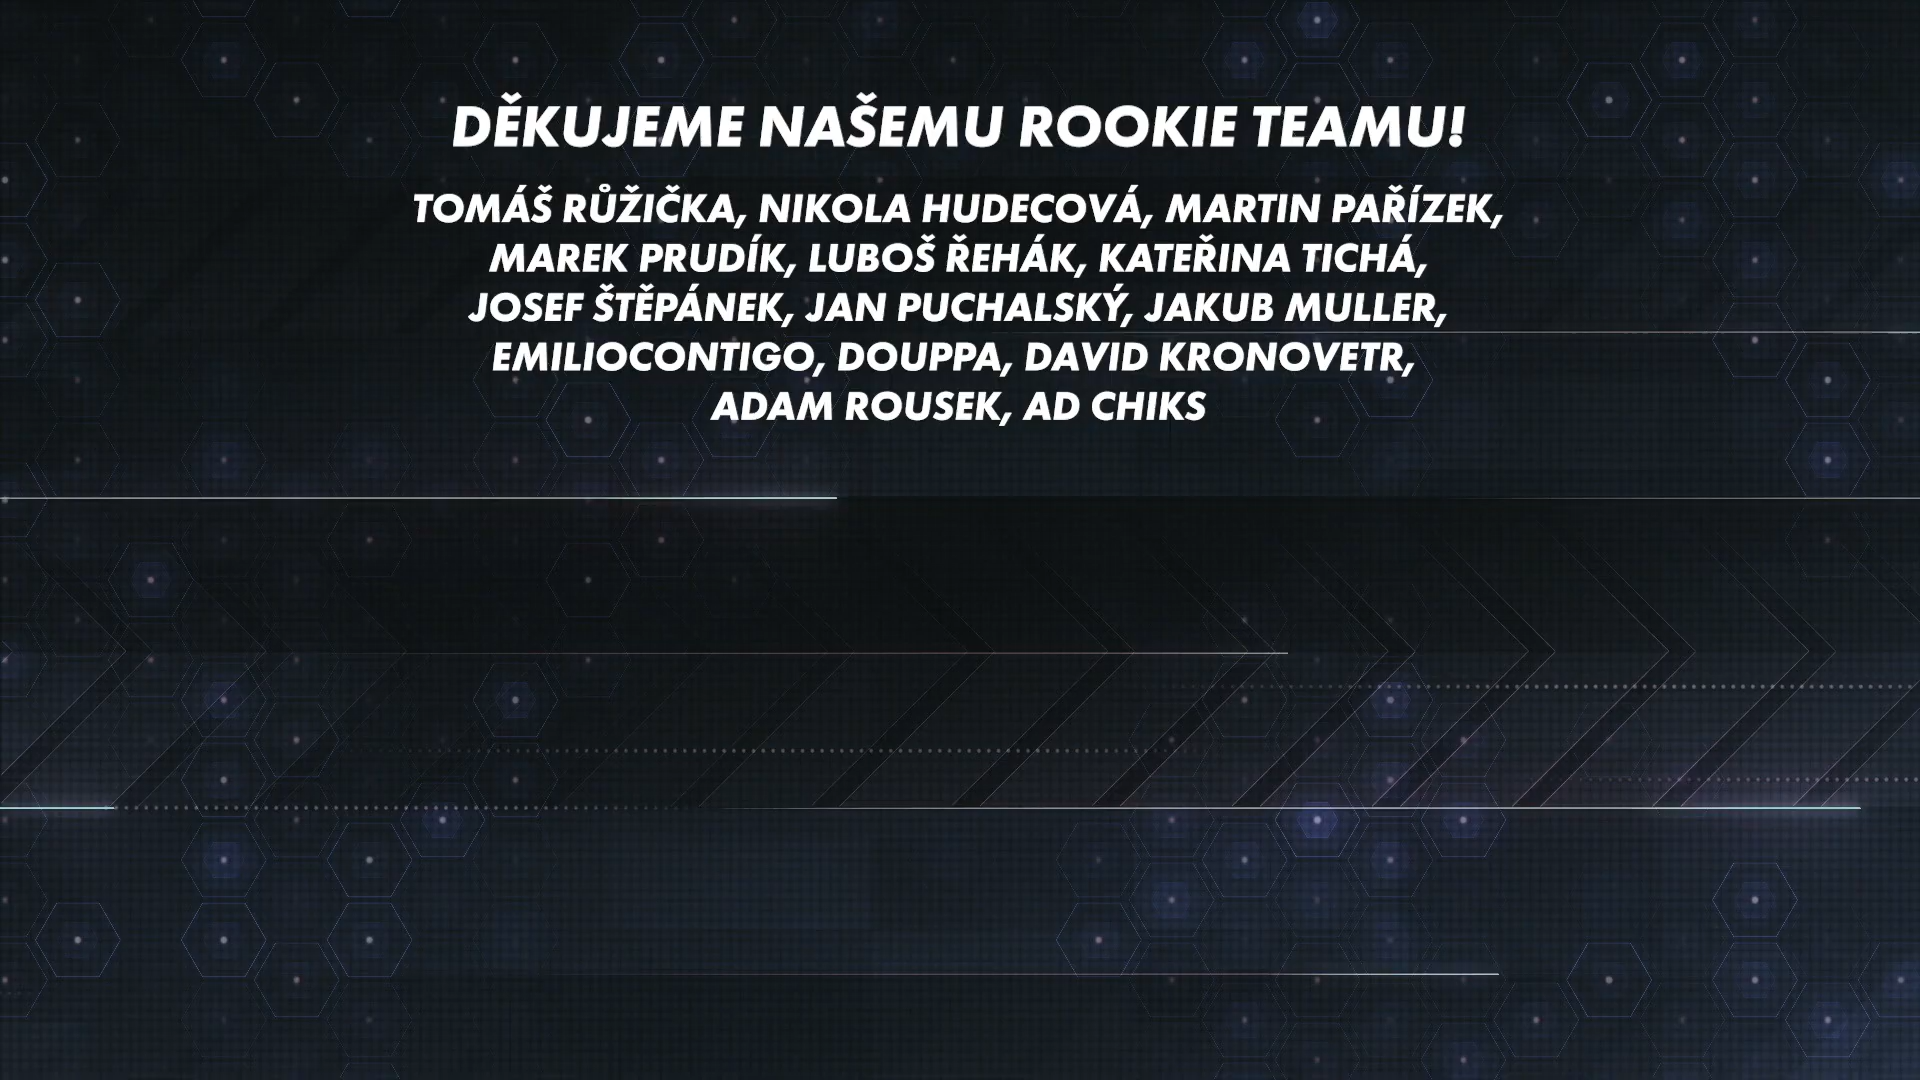 DĚKUJEME NAŠEMU ROOKIE TEAMU!
TOMÁŠ RŮŽIČKA, NIKOLA HUDECOVÁ, MARTIN PAŘÍZEK,
MAREK PRUDÍK, LUBOŠ ŘEHÁK, KATEŘINA TICHÁ,
JOSEF ŠTĚPÁNEK, JAN PUCHALSKÝ, JAKUB MULLER,
EMILIOCONTIGO, DOUPPA, DAVID KRONOVETR,
ADAM ROUSEK, AD CHIKS